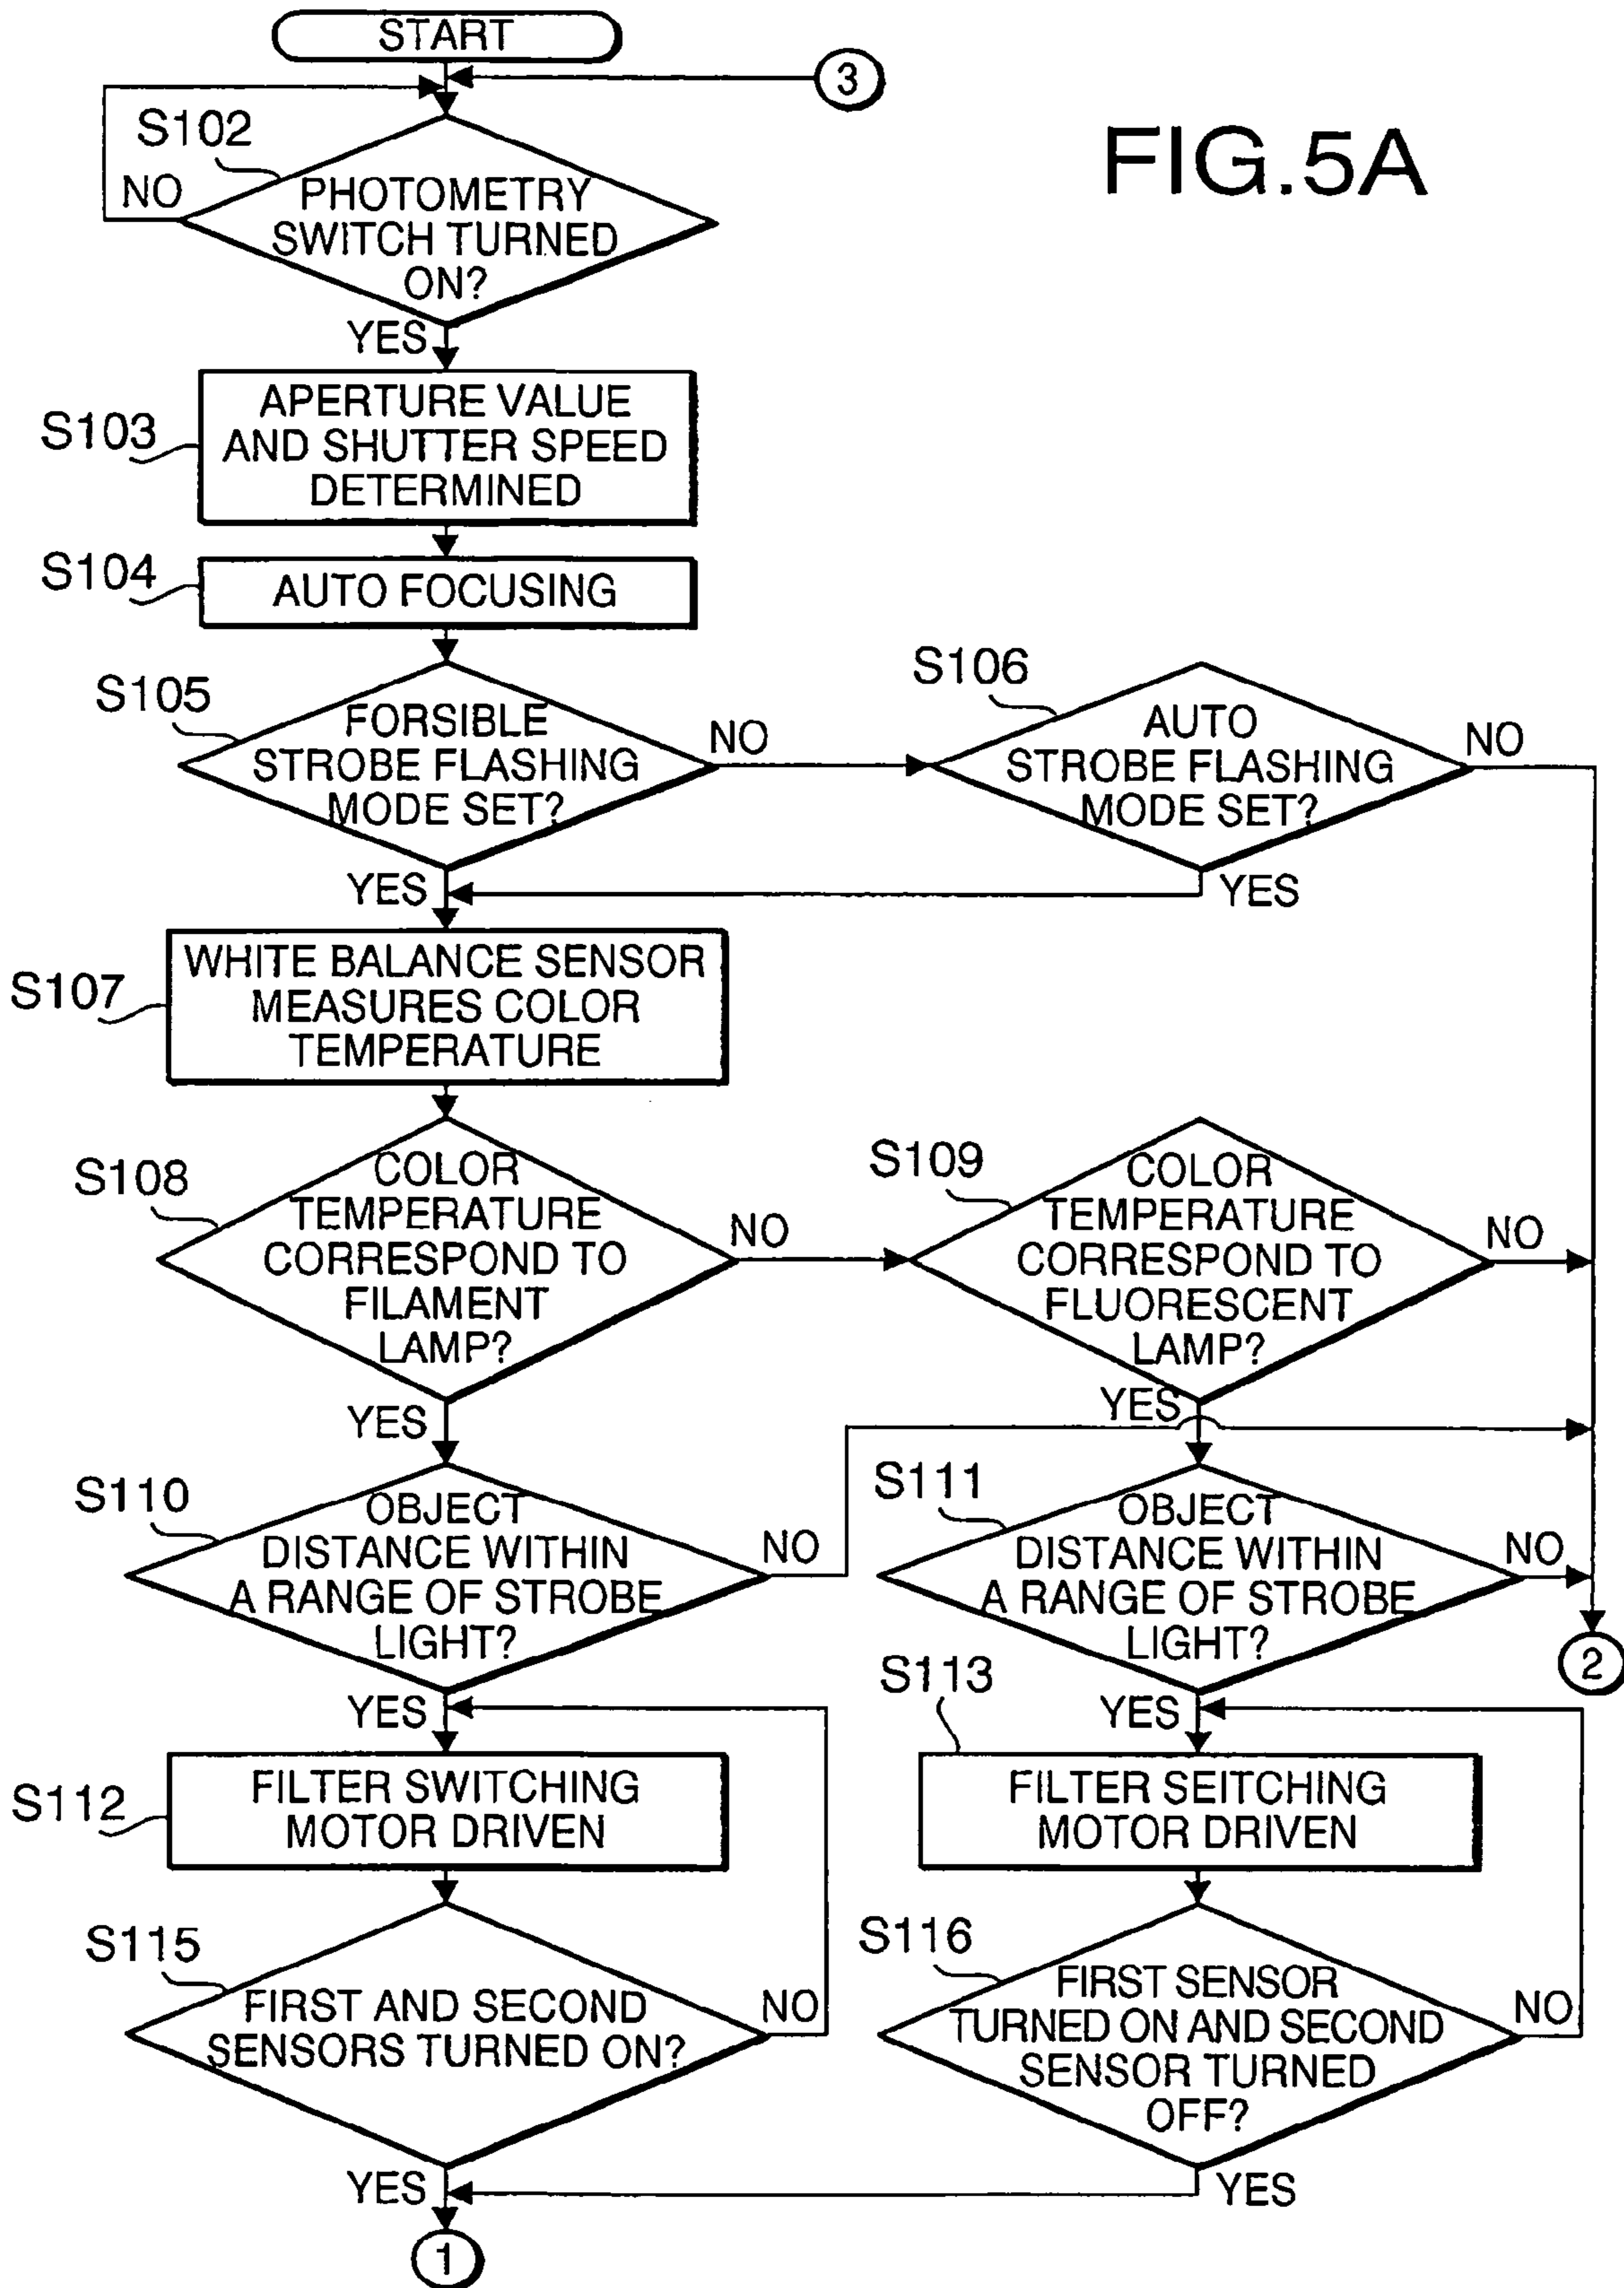 START
3
FIG.5A
S102
NO
PHOTOMETRY
SWITCH TURNED
ON?
YES
S103
APERTURE VALUE
AND SHUTTER SPEED
DETERMINED
S104
AUTO FOCUSING
S105
FORSIBLE
STROBE FLASHING
MODE SET?
NO
YES
S106
AUTO
STROBE FLASHING
MODE SET?
NO
YES
S107
WHITE BALANCE SENSOR
MEASURES COLOR
TEMPERATURE
S108
COLOR
TEMPERATURE
CORRESPOND TO
FILAMENT
LAMP?
NO
YES
S109
COLOR
TEMPERATURE
CORRESPOND TO
FLUORESCENT
LAMP?
NO
YES
S110
OBJECT
DISTANCE WITHIN
A RANGE OF STROBE
LIGHT?
NO
YES
S111
OBJECT
DISTANCE WITHIN
A RANGE OF STROBE
LIGHT?
NO
YES
2
S112
FILTER SWITCHING
MOTOR DRIVEN
S113
FILTER SEITCHING
MOTOR DRIVEN
S115
FIRST AND SECOND
SENSORS TURNED ON?
NO
YES
S116
FIRST SENSOR
TURNED ON AND SECOND
SENSOR TURNED
OFF?
NO
YES
1